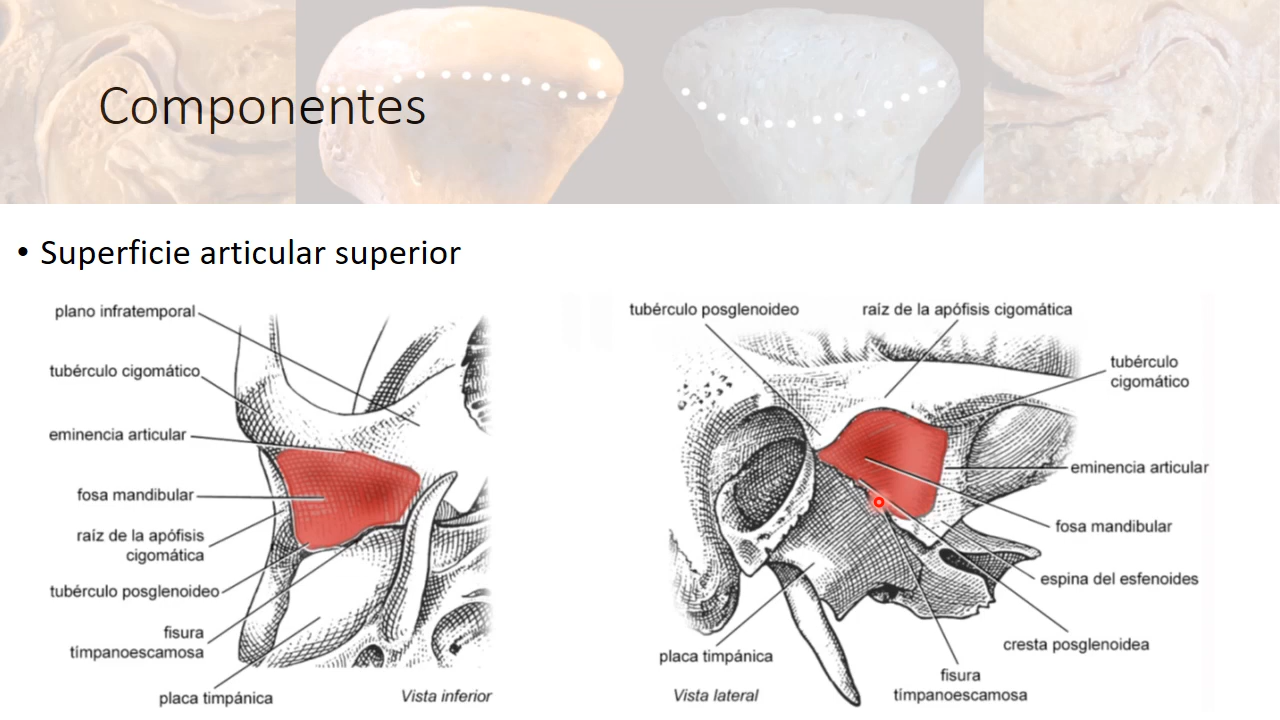 Componentes
• Superficie articular superior
plano infratemporal
tubérculo cigomático
eminencia articular
fosa mandibular
raíz de la apófisis
cigomática
tubérculo posglenoideo
fisura
tímpanoescamosa
placa timpánica
Vista inferior
tubérculo posglenoideo
raíz de la apófisis cigomática
tubérculo
cigomático
eminencia articular
fosa mandibular
espina del esfenoides
cresta posglenoidea
fisura
tímpanoescamosa
placa timpánica
Vista lateral